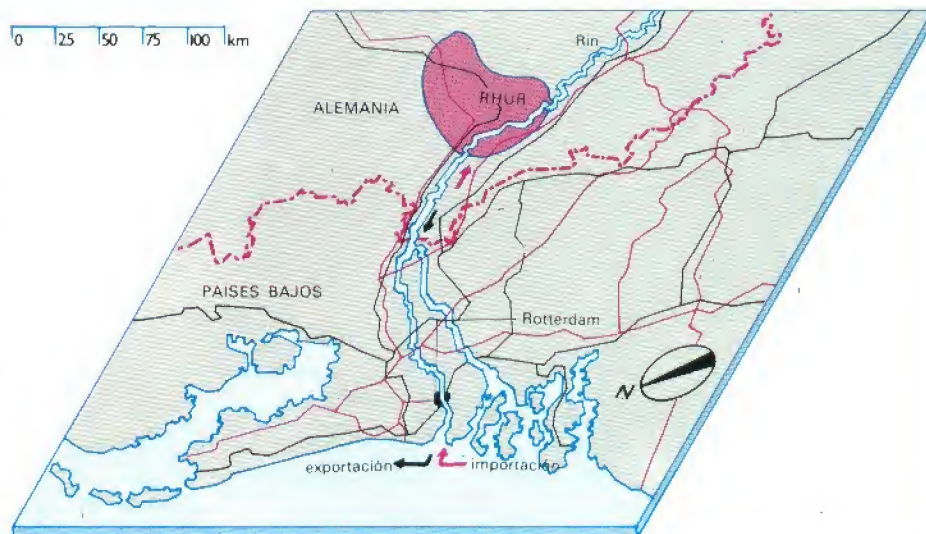 0 25 50 75 100 km
Rin
RHUR
ALEMANIA
PAISES BAJOS
Rotterdam
N
exportación
importación